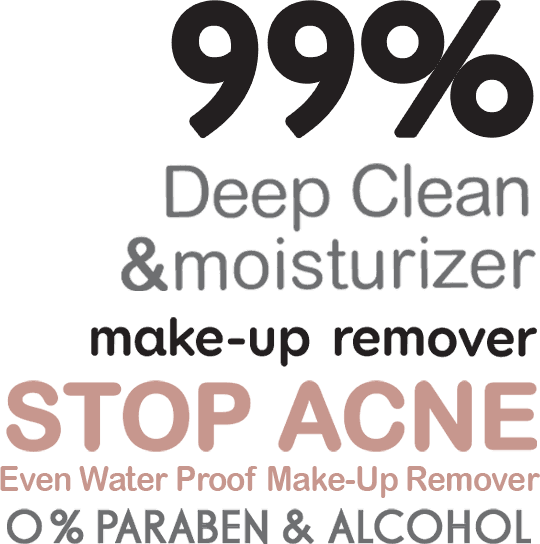 99%
Deep Clean
&moisturizer
make-up remover
STOP ACNE
Even Water Proof Make-Up Remover
0% PARABEN & ALCOHOL